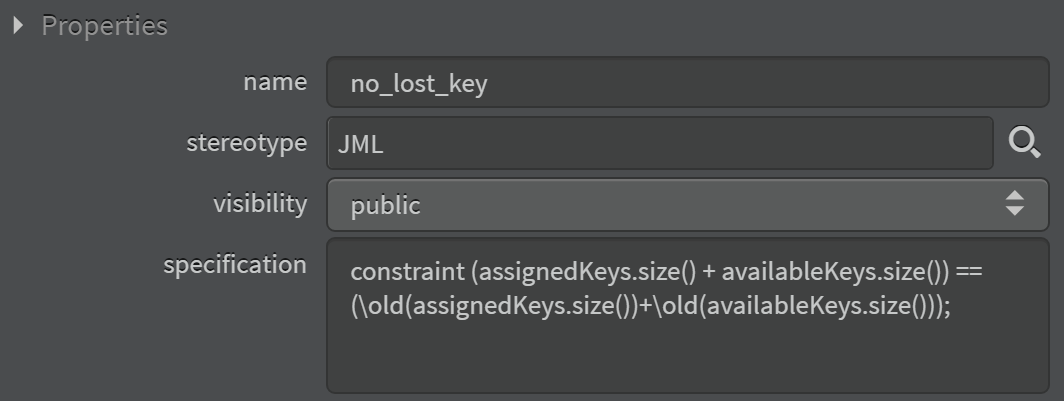 Properties
name no_lost_key
stereotype JML
visibility public
specification constraint (assignedKeys.size() + availableKeys.size()) ==
(\old(assignedKeys.size())+\old(availableKeys.size()));